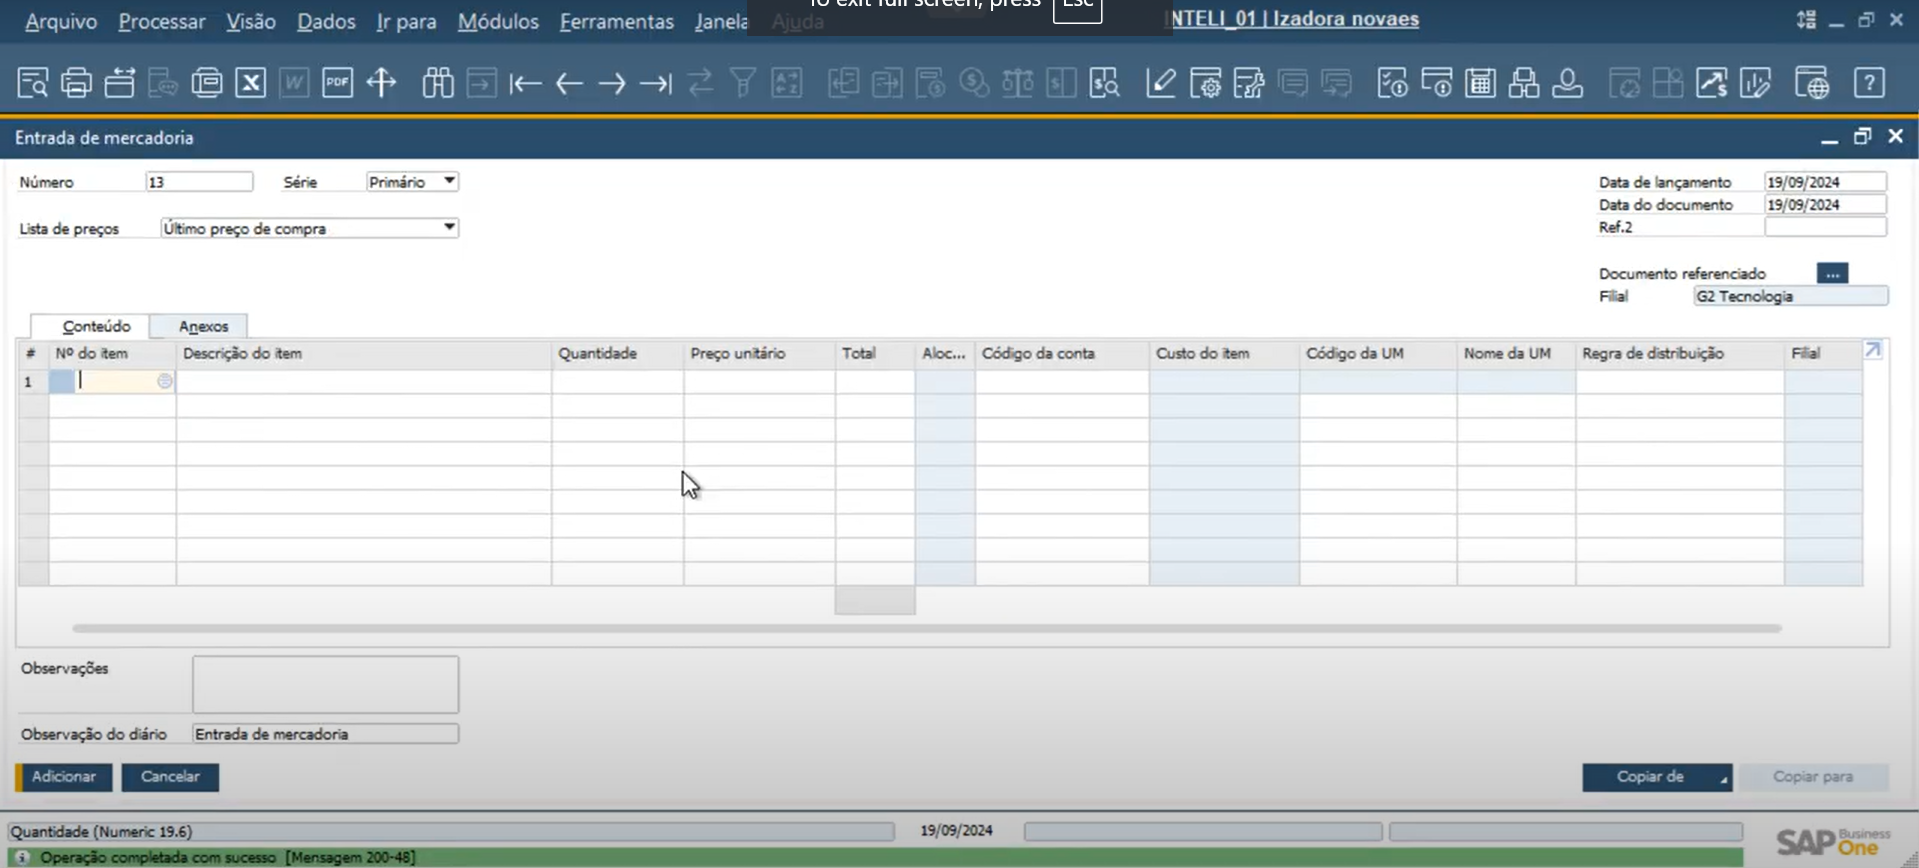 To exit full screen, press Esc
Arquivo Processar Visão Dados Ir para Módulos Ferramentas Janela Ajuda INTELI_01 | Izadora novaes
X W PDF ?
Entrada de mercadoria
Número 13 Série Primário Data de lançamento 19/09/2024
Data do documento 19/09/2024
Lista de preços Último preço de compra Ref.2
Documento referenciado ...
Filial G2 Tecnologia
Conteúdo Anexos
# Nº do item Descrição do item Quantidade Preço unitário Total Aloc... Código da conta Custo do item Código da UM Nome da UM Regra de distribuição Filial
1
Observações
Observação do diário Entrada de mercadoria
Adicionar Cancelar Copiar de Copiar para
Quantidade (Numeric 19.6) 19/09/2024 SAP Business One
Operação completada com sucesso [Mensagem 200-48]